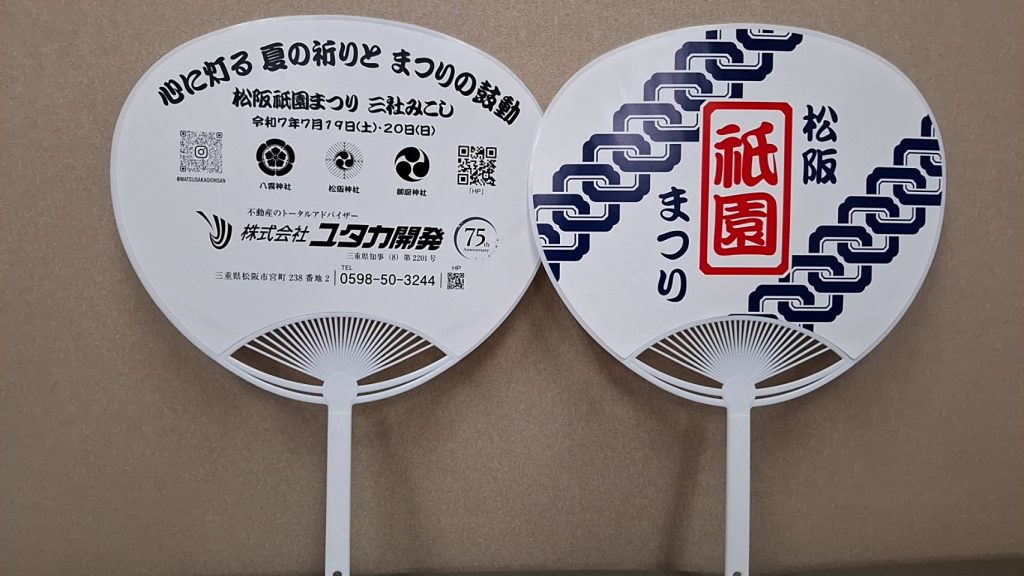 心に灯る 夏の祈りと まつりの鼓動
松阪祇園まつり 三社みこし
令和7年7月19日(土)・20日(日)
@MATSUSAKAGIONSAN
八雲神社
松阪神社
御厨神社
「HP」
不動産のトータルアドバイザー
株式会社 ユタカ開発
75th
Anniversary
三重県知事(8)第2201号
三重県松阪市宮町238番地2
TEL
0598-50-3244
HP
松阪
祇園
まつり